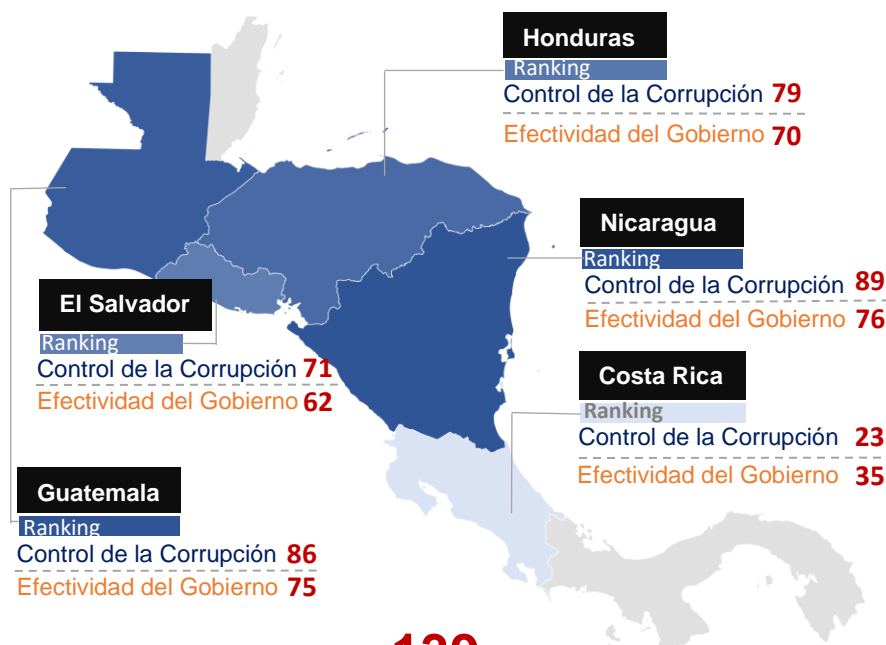 Honduras
Ranking
Control de la Corrupción 79
Efectividad del Gobierno 70
Nicaragua
Ranking
Control de la Corrupción 89
Efectividad del Gobierno 76
El Salvador
Ranking
Control de la Corrupción 71
Efectividad del Gobierno 62
Costa Rica
Ranking
Control de la Corrupción 23
Efectividad del Gobierno 35
Guatemala
Ranking
Control de la Corrupción 86
Efectividad del Gobierno 75